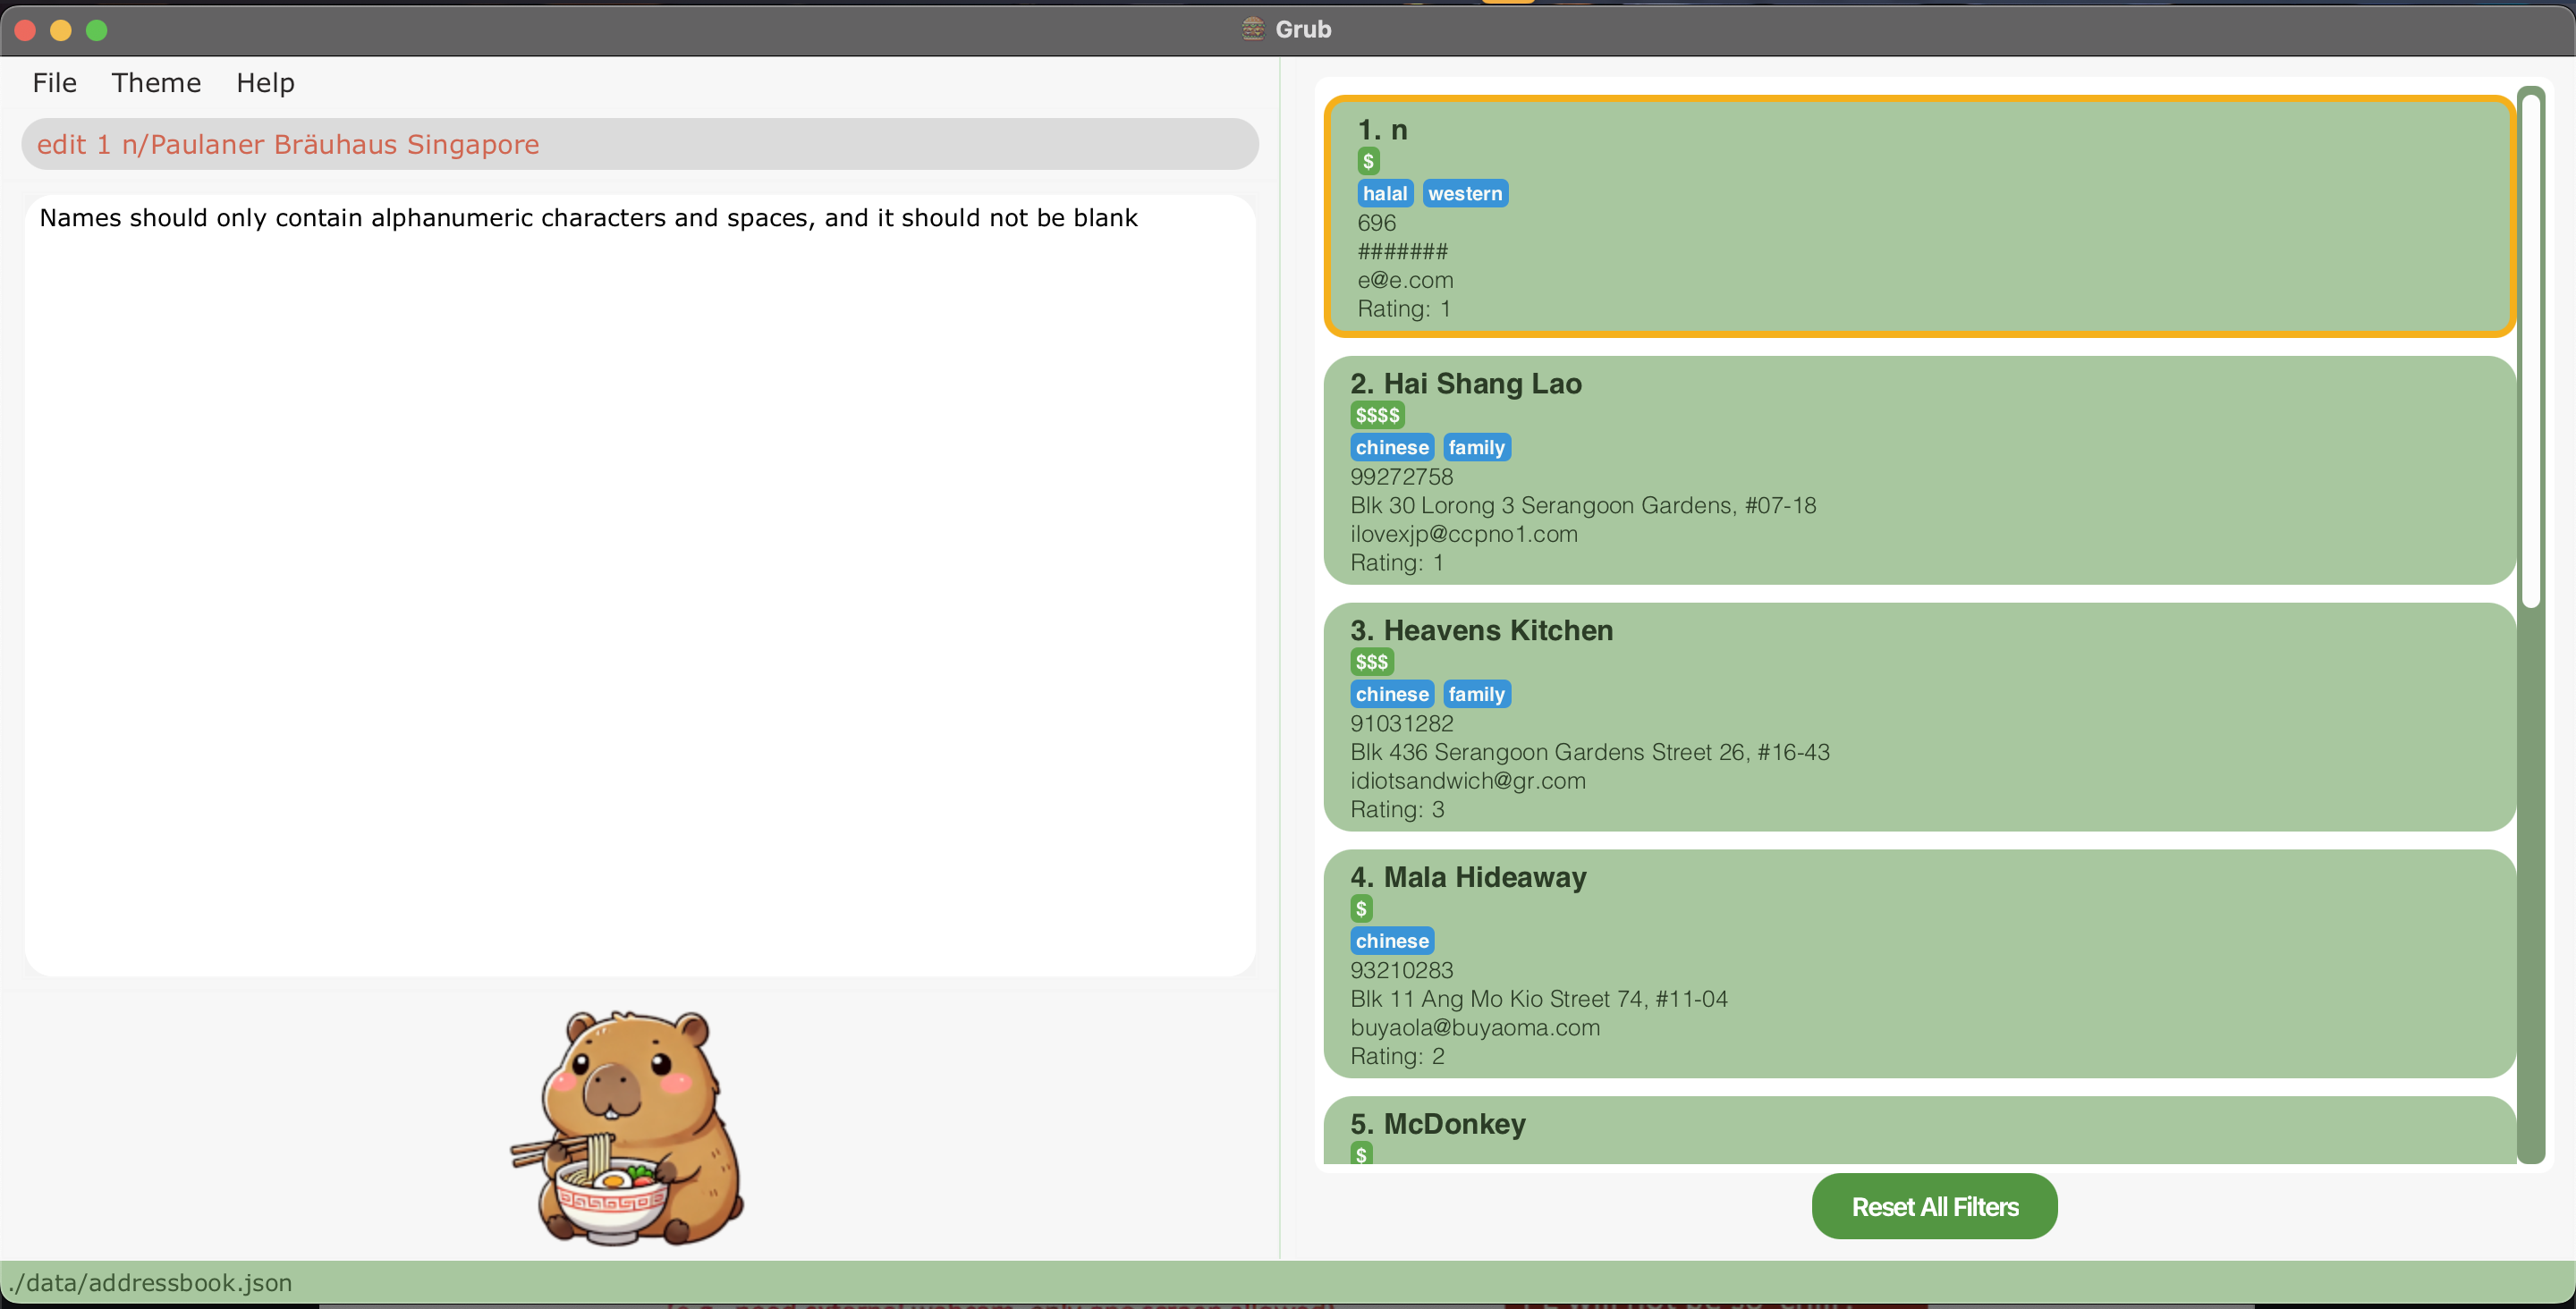 Grub
File Theme Help
edit 1 n/Paulaner Bräuhaus Singapore
Names should only contain alphanumeric characters and spaces, and it should not be blank
1. n
$
halal western
696
#######
e@e.com
Rating: 1
2. Hai Shang Lao
$$$$
chinese family
99272758
Blk 30 Lorong 3 Serangoon Gardens, #07-18
ilovexjp@ccpno1.com
Rating: 1
3. Heavens Kitchen
$$$
chinese family
91031282
Blk 436 Serangoon Gardens Street 26, #16-43
idiotsandwich@gr.com
Rating: 3
4. Mala Hideaway
$
chinese
93210283
Blk 11 Ang Mo Kio Street 74, #11-04
buyaola@buyaoma.com
Rating: 2
5. McDonkey
$
Reset All Filters
./data/addressbook.json